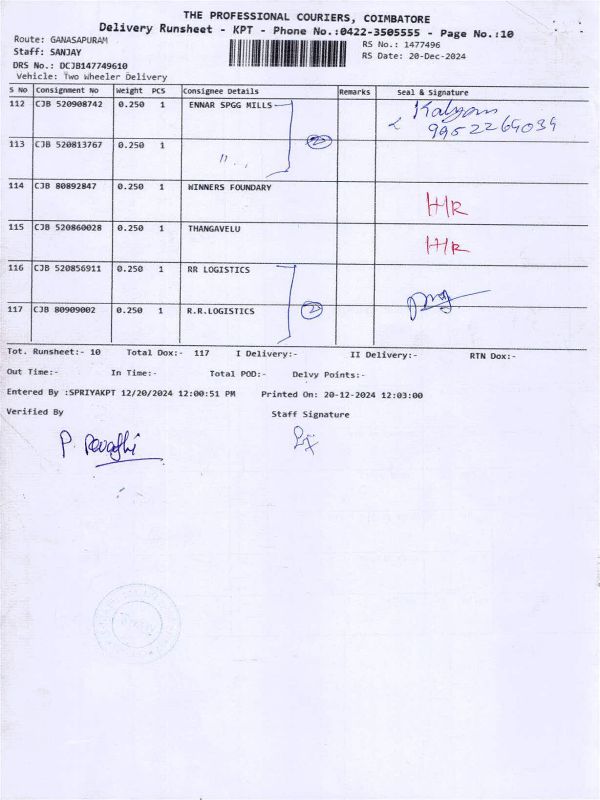 THE PROFESSIONAL COURIERS, COIMBATORE
Delivery Runsheet - KPT - Phone No.:0422-3505555 - Page No.:10
Route: GANASAPURAM
RS No.: 1477496
Staff: SANJAY
RS Date: 20-Dec-2024
DRS No.: DCJB147749610
Vehicle: Two Wheeler Delivery
S No Consignment No Weight PCS Consignee Details Remarks Seal & Signature
112 CJB 520908742 0.250 1 ENNAR SPGG MILLS Kalyan
9952264039
113 CJB 520813767 0.250 1 " .. 2
114 CJB 80892847 0.250 1 WINNERS FOUNDARY HR
115 CJB 520860028 0.250 1 THANGAVELU HR
116 CJB 520856911 0.250 1 RR LOGISTICS
117 CJB 80909002 0.250 1 R.R.LOGISTICS 2
Tot. Runsheet:- 10 Total Dox:- 117 I Delivery:- II Delivery:- RTN Dox:-
Out Time:- In Time:- Total POD:- Delvy Points:-
Entered By :SPRIYAKPT 12/20/2024 12:00:51 PM Printed On: 20-12-2024 12:03:00
Verified By Staff Signature
P.